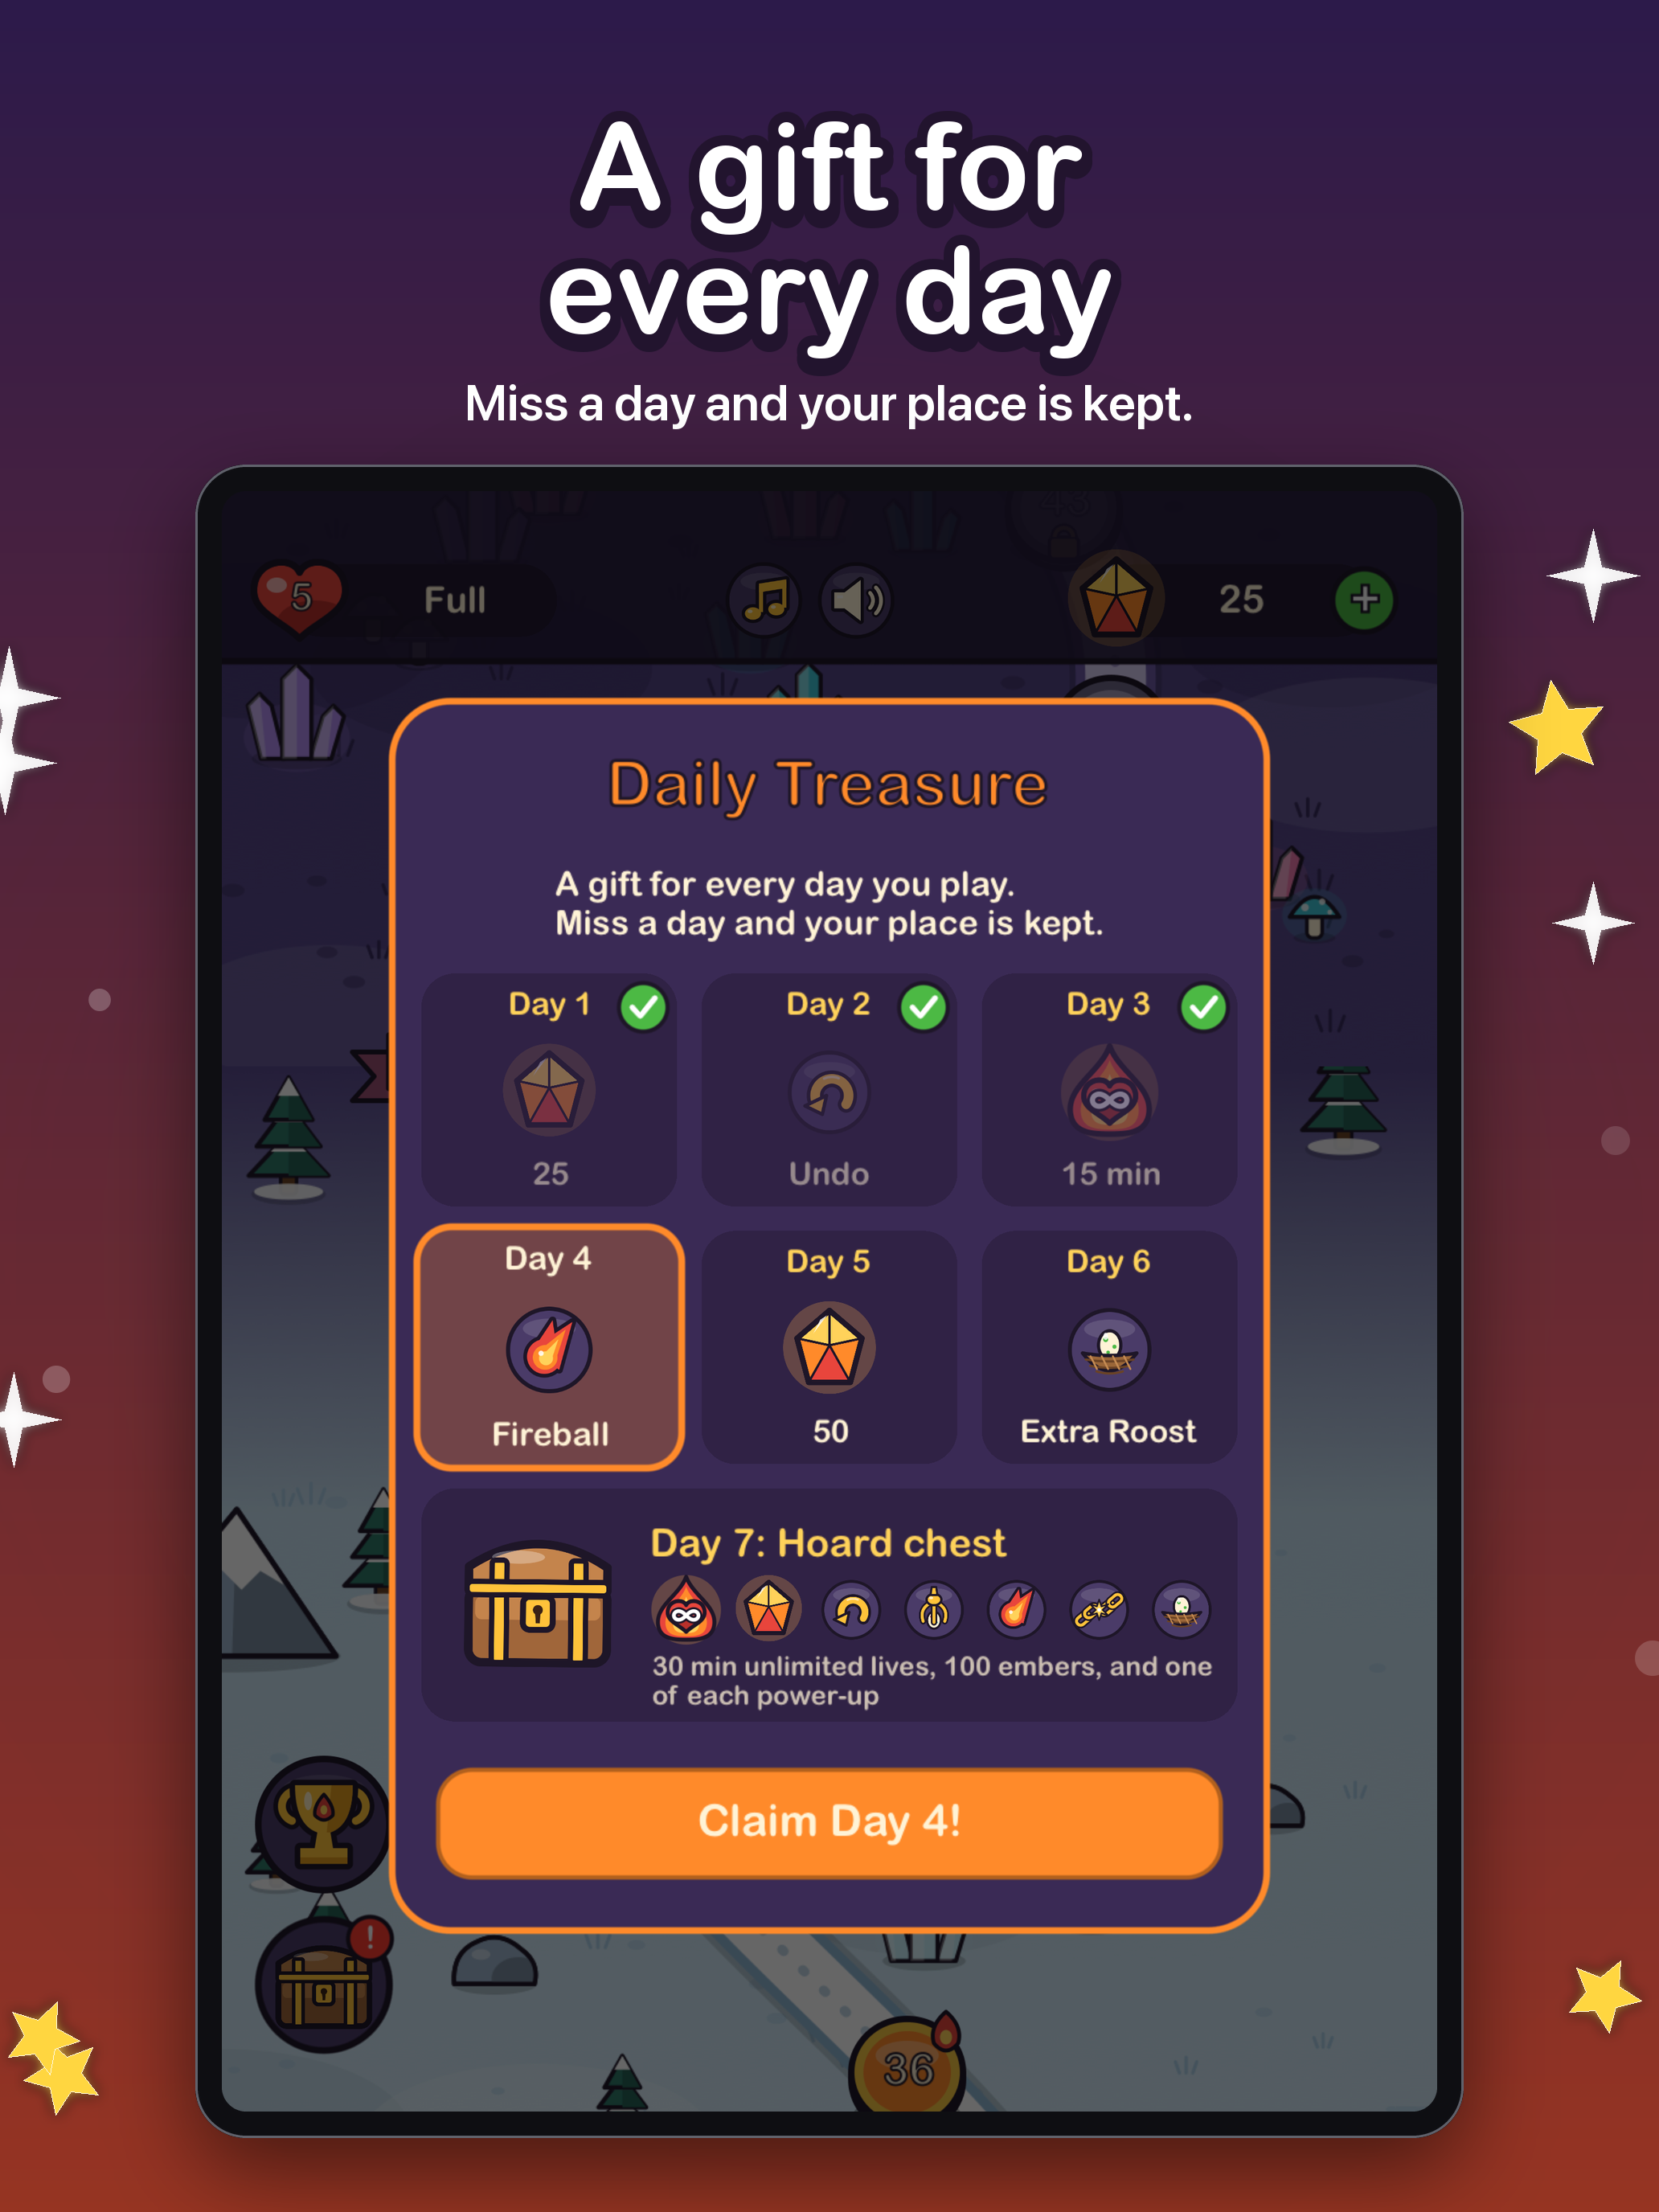 A gift for
every day
Miss a day and your place is kept.
43
5
Full
25
Daily Treasure
A gift for every day you play.
Miss a day and your place is kept.
Day 1
Day 2
Day 3
25
Undo
15 min
Day 4
Day 5
Day 6
Fireball
50
Extra Roost
Day 7: Hoard chest
30 min unlimited lives, 100 embers, and one
of each power-up
Claim Day 4!
!
36